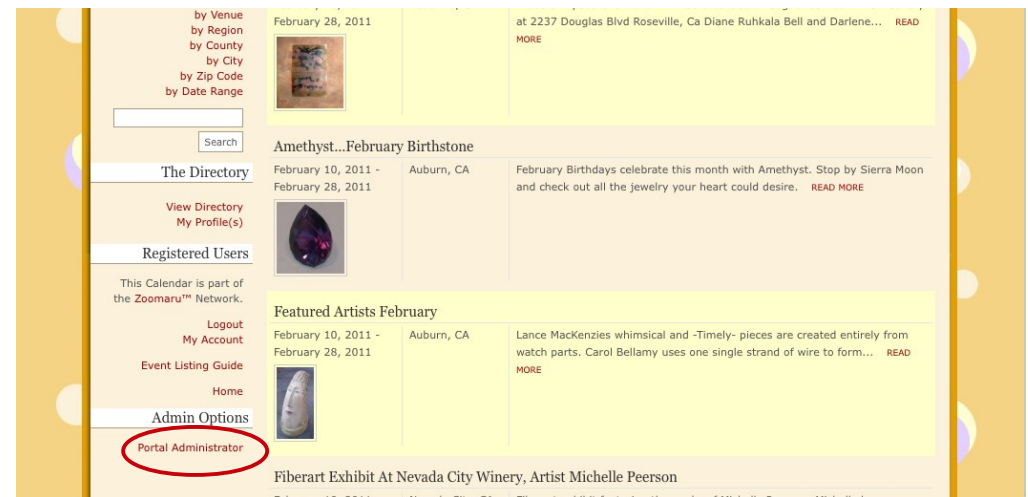 by Venue
by Region
by County
by City
by Zip Code
by Date Range
Search
The Directory
View Directory
My Profile(s)
Registered Users
This Calendar is part of
the Zoomaru™ Network.
Logout
My Account
Event Listing Guide
Home
Admin Options
Portal Administrator
February 28, 2011
at 2237 Douglas Blvd Roseville, Ca Diane Ruhkala Bell and Darlene... READ
MORE
Amethyst...February Birthstone
February 10, 2011 -
February 28, 2011
Auburn, CA
February Birthdays celebrate this month with Amethyst. Stop by Sierra Moon
and check out all the jewelry your heart could desire. READ MORE
Featured Artists February
February 10, 2011 -
February 28, 2011
Auburn, CA
Lance MacKenzies whimsical and -Timely- pieces are created entirely from
watch parts. Carol Bellamy uses one single strand of wire to form... READ
MORE
Fiberart Exhibit At Nevada City Winery, Artist Michelle Peerson